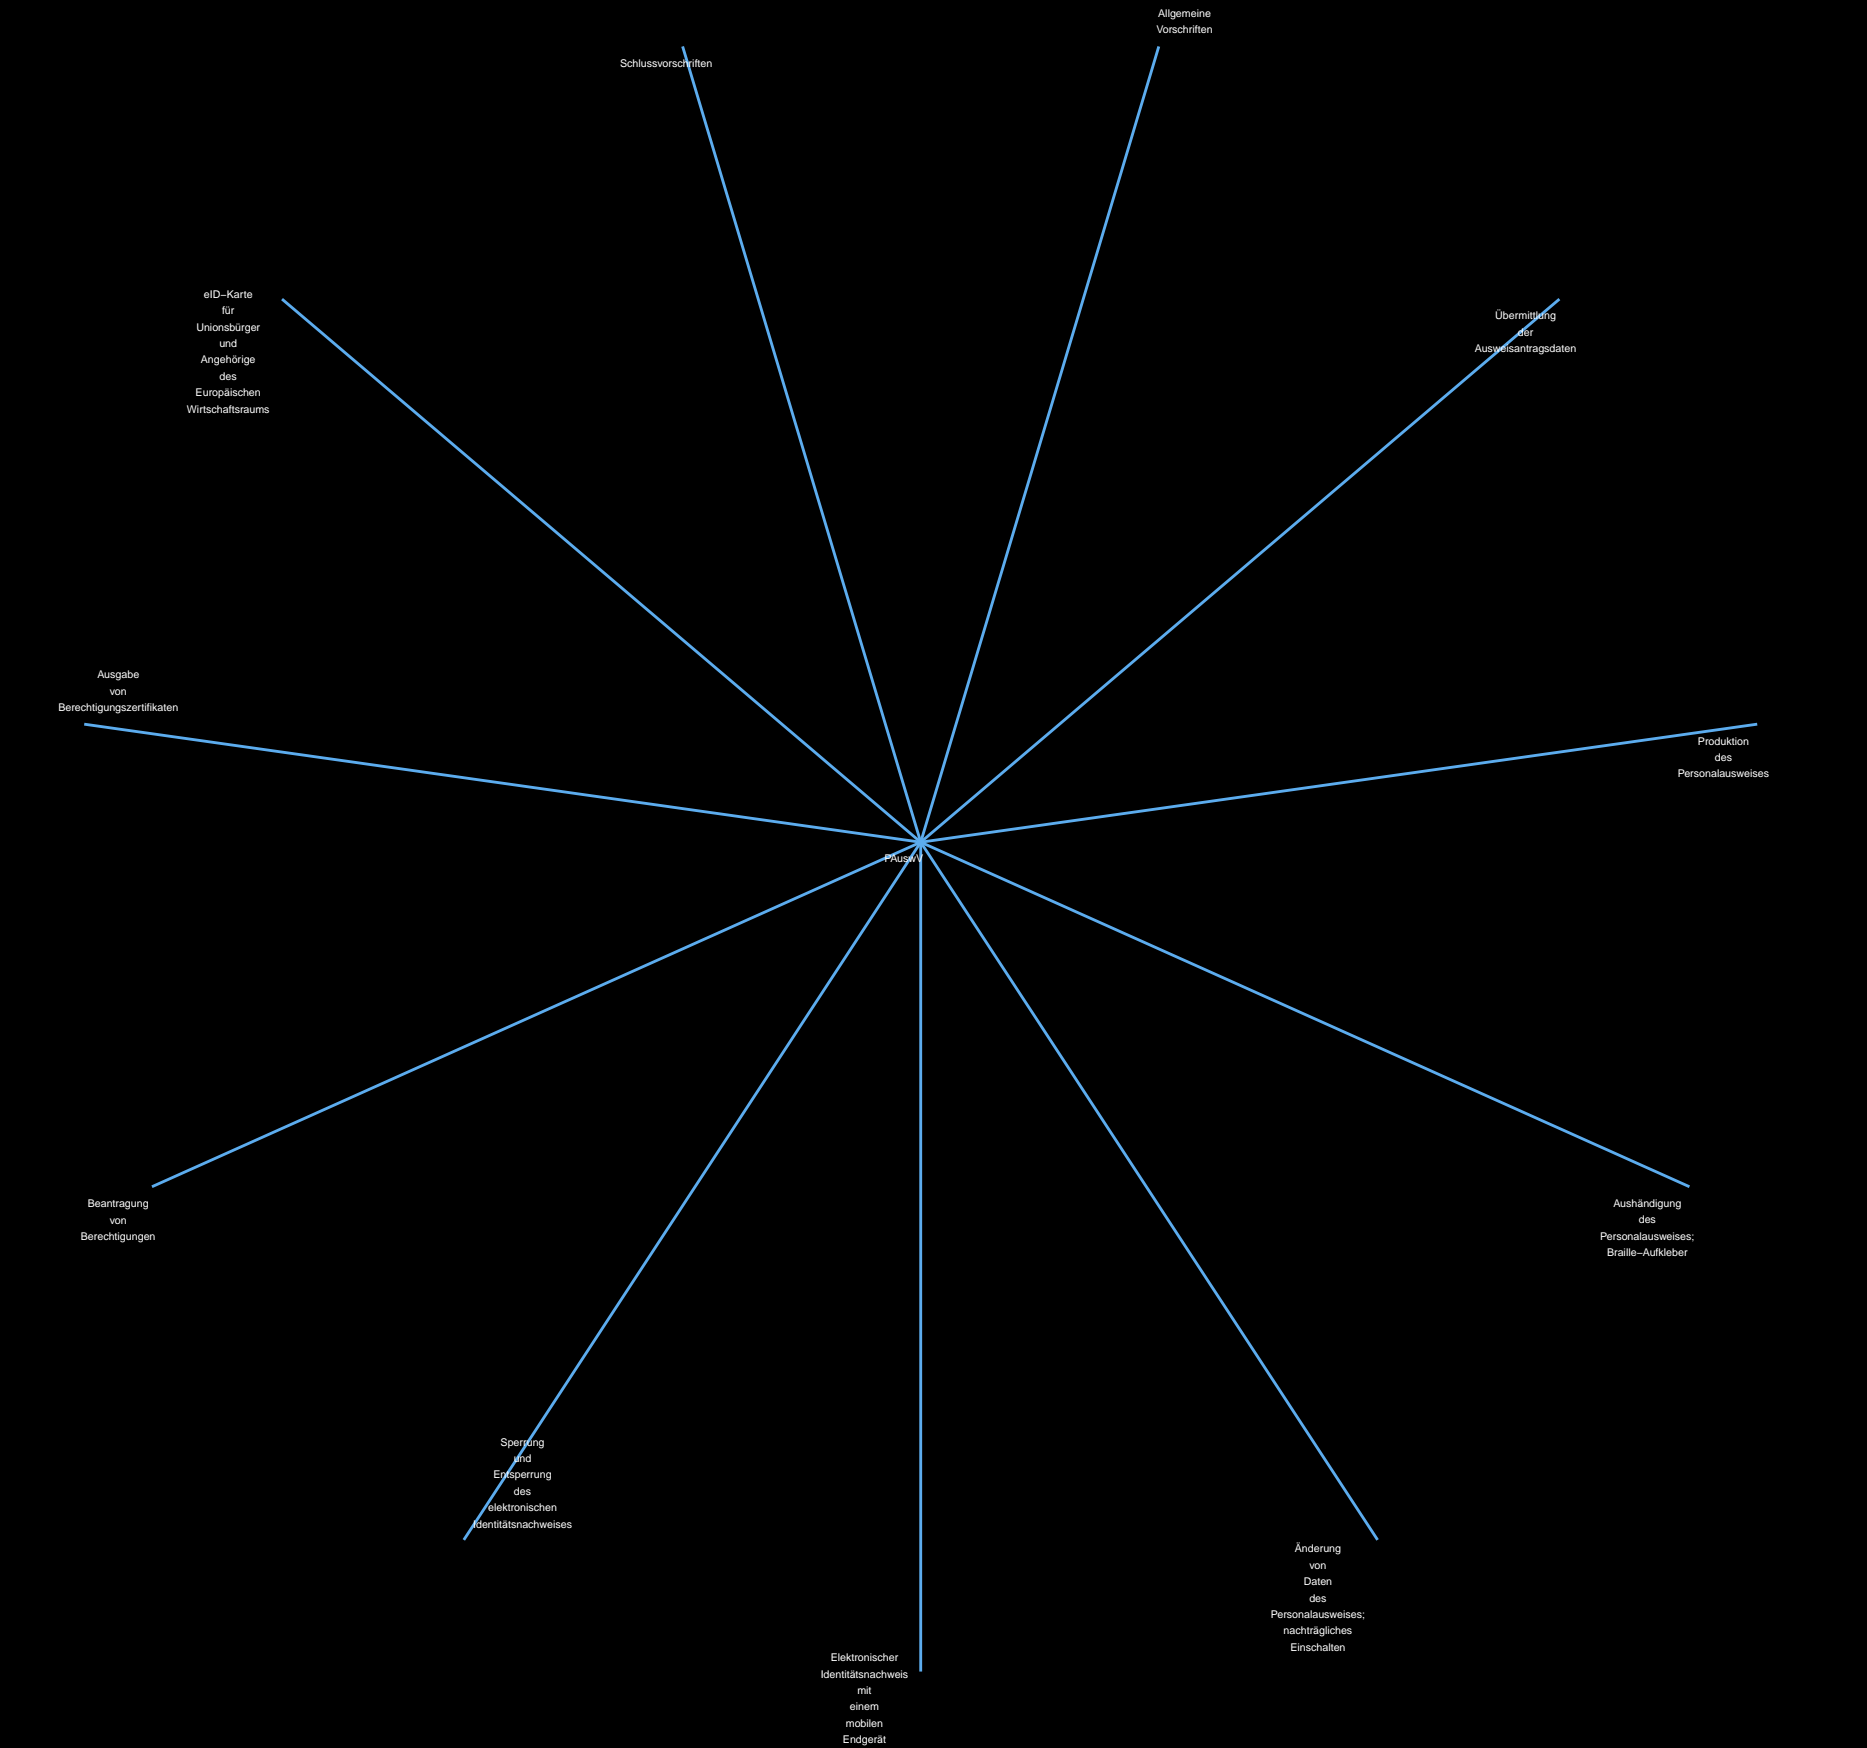 Allgemeine
Vorschriften
Schlussvorschriften
eID–Karte
für
Unionsbürger
und
Angehörige
des
Europäischen
Wirtschaftsraums
Übermittlung
der
Ausweisantragsdaten
Ausgabe
von
Berechtigungszertifikaten
Produktion
des
Personalausweises
PAuswV
Beantragung
von
Berechtigungen
Aushändigung
des
Personalausweises;
Braille–Aufkleber
Sperrung
und
Entsperrung
des
elektronischen
Identitätsnachweises
Änderung
von
Daten
des
Personalausweises;
nachträgliches
Einschalten
Elektronischer
Identitätsnachweis
mit
einem
mobilen
Endgerät